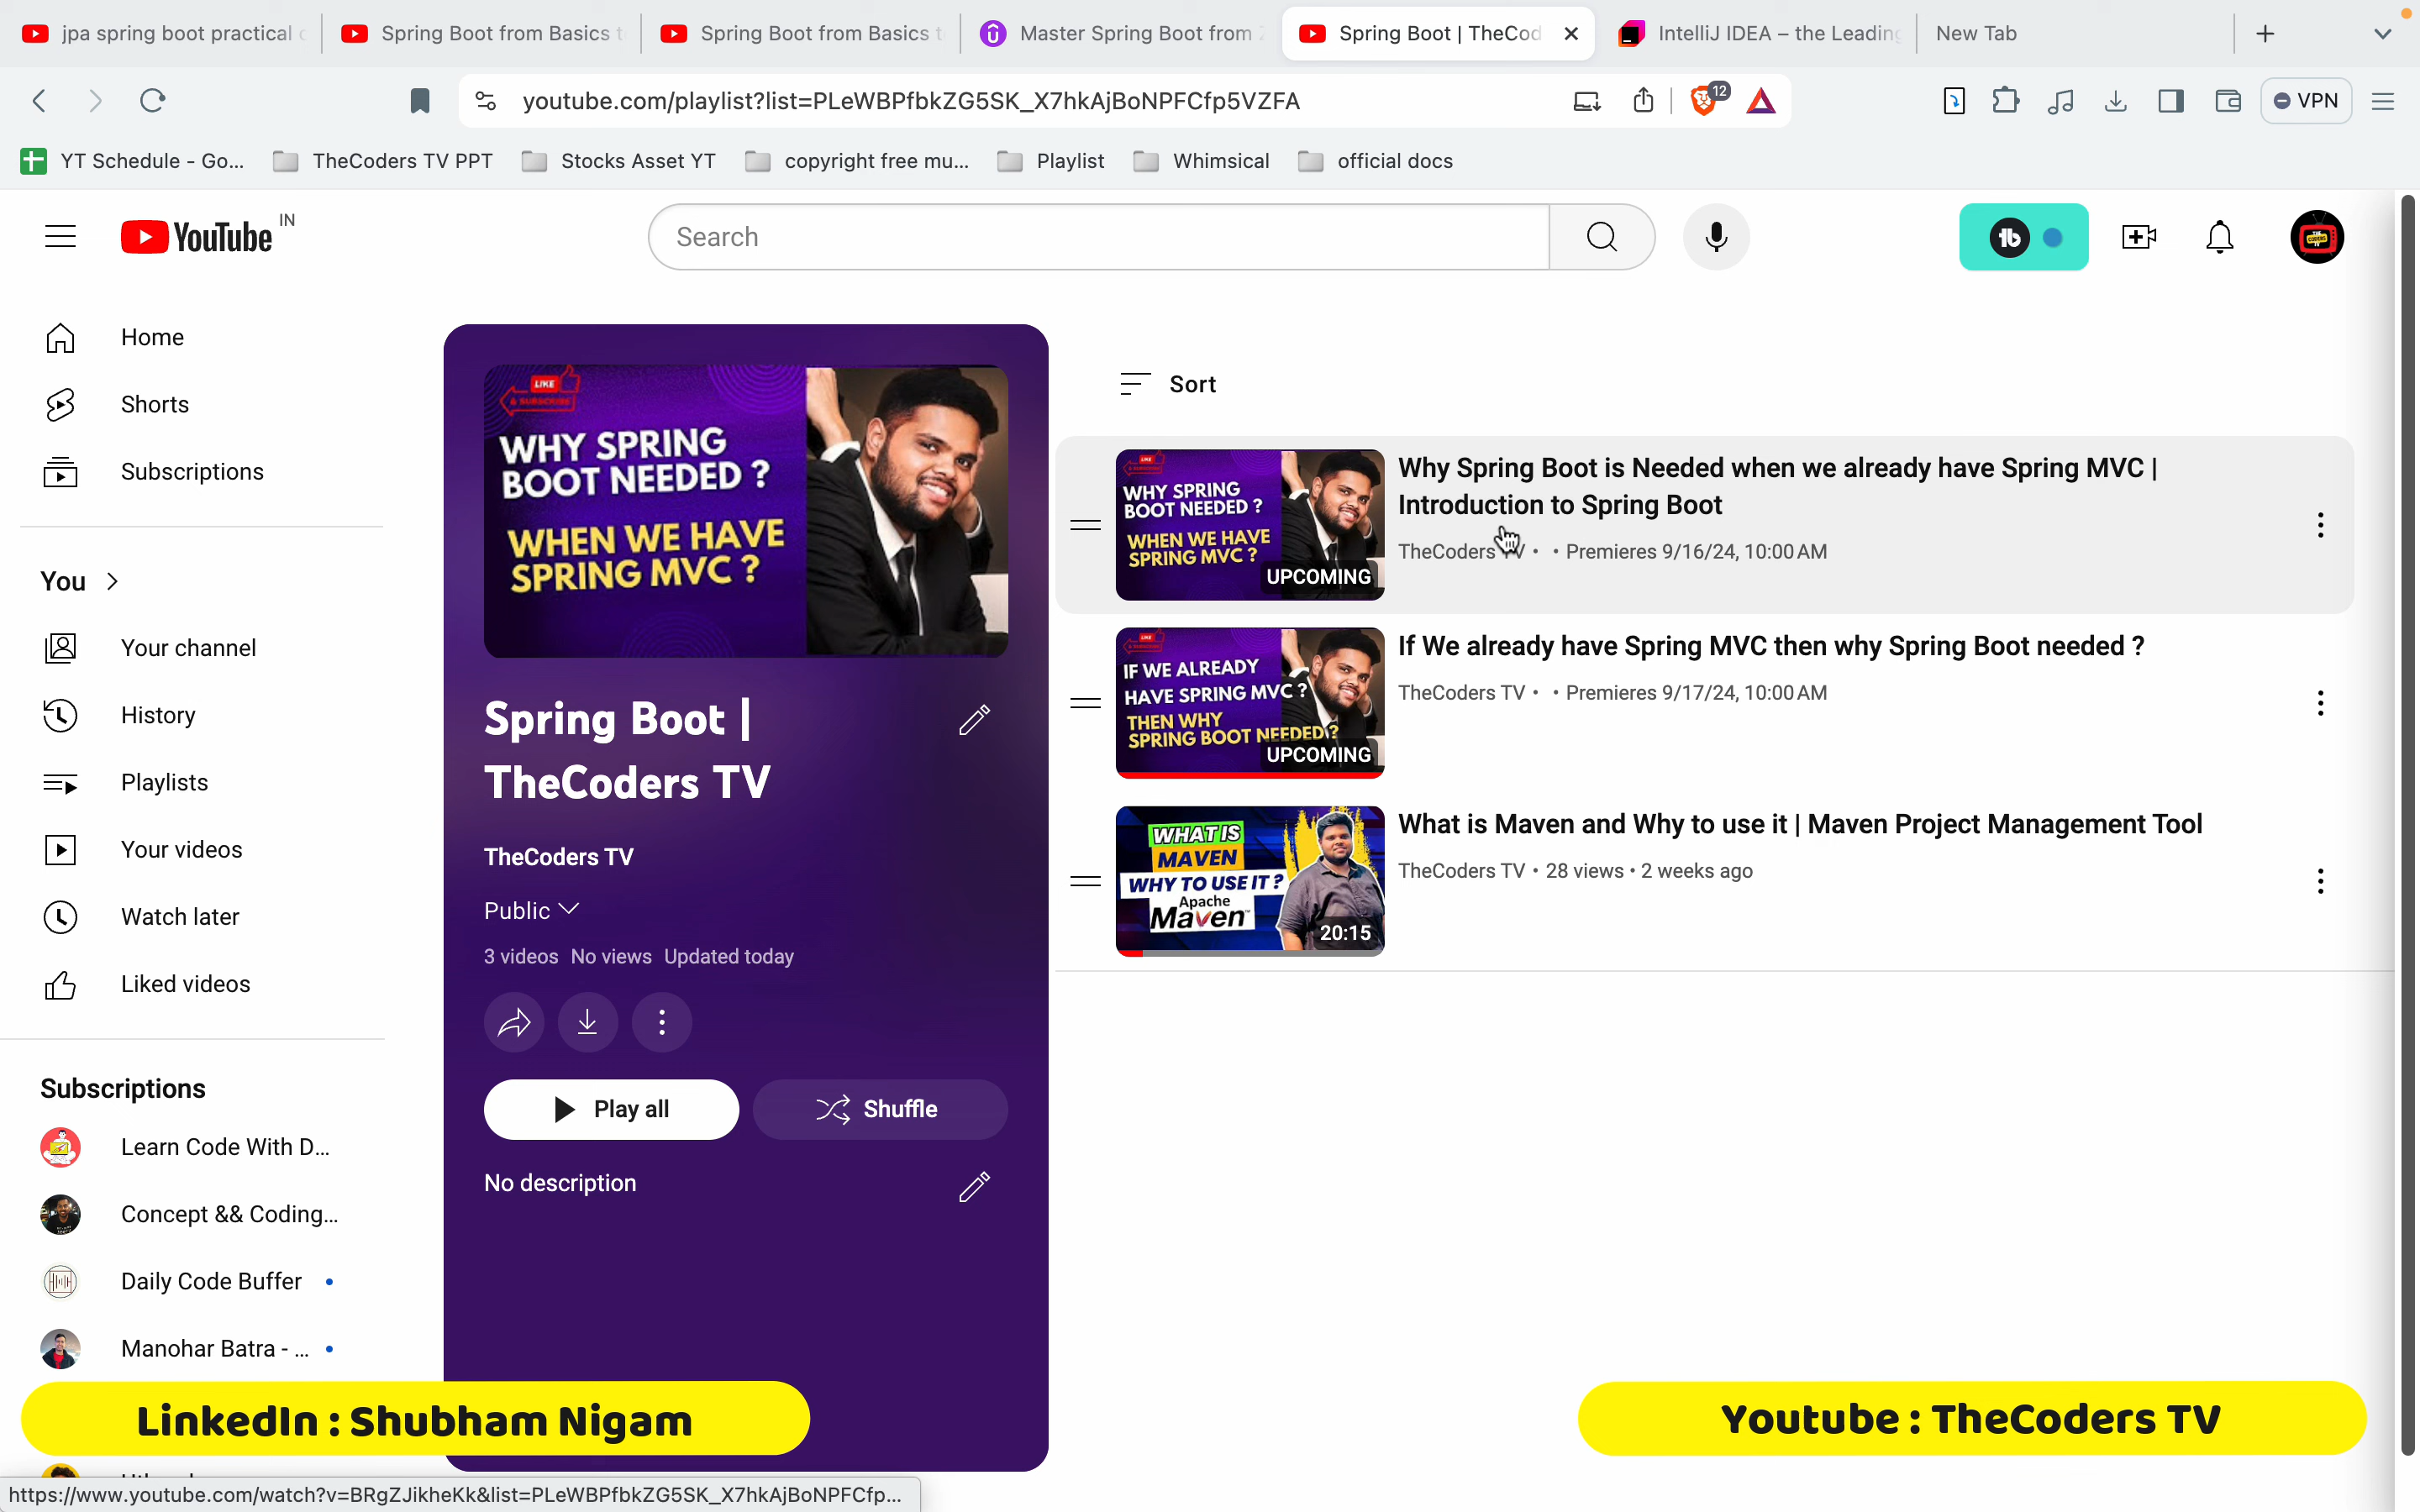 jpa spring boot practical
Spring Boot from Basics t
Spring Boot from Basics t
Master Spring Boot from
Spring Boot | TheCod
IntelliJ IDEA – the Leading
New Tab
youtube.com/playlist?list=PLeWBPfbkZG5SK_X7hkAjBoNPFCfp5VZFA
12
VPN
YT Schedule - Go...
TheCoders TV PPT
Stocks Asset YT
copyright free mu...
Playlist
Whimsical
official docs
YouTube IN
Search
Home
Shorts
Subscriptions
You
Your channel
History
Playlists
Your videos
Watch later
Liked videos
Subscriptions
Learn Code With D...
Concept && Coding...
Daily Code Buffer
Manohar Batra - ...
LIKE
& SUBSCRIBE
WHY SPRING
BOOT NEEDED ?
WHEN WE HAVE
SPRING MVC ?
Spring Boot |
TheCoders TV
TheCoders TV
Public
3 videos No views Updated today
Play all
Shuffle
No description
Sort
WHY SPRING
BOOT NEEDED ?
WHEN WE HAVE
SPRING MVC ?
UPCOMING
Why Spring Boot is Needed when we already have Spring MVC |
Introduction to Spring Boot
TheCoders TV • • Premieres 9/16/24, 10:00 AM
IF WE ALREADY
HAVE SPRING MVC ?
THEN WHY
SPRING BOOT NEEDED ?
UPCOMING
If We already have Spring MVC then why Spring Boot needed ?
TheCoders TV • • Premieres 9/17/24, 10:00 AM
WHAT IS
MAVEN
WHY TO USE IT ?
Apache
Maven
20:15
What is Maven and Why to use it | Maven Project Management Tool
TheCoders TV • 28 views • 2 weeks ago
LinkedIn : Shubham Nigam
Youtube : TheCoders TV
https://www.youtube.com/watch?v=BRgZJikheKk&list=PLeWBPfbkZG5SK_X7hkAjBoNPFCfp...